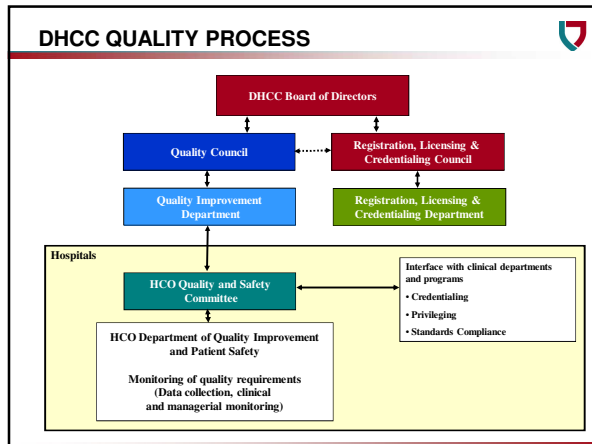 DHCC QUALITY PROCESS
DHCC Board of Directors
Quality Council
Registration, Licensing &
Credentialing Council
Quality Improvement
Department
Registration, Licensing &
Credentialing Department
Hospitals
HCO Quality and Safety
Committee
Interface with clinical departments
and programs
• Credentialing
• Privileging
• Standards Compliance
HCO Department of Quality Improvement
and Patient Safety
Monitoring of quality requirements
(Data collection, clinical
and managerial monitoring)